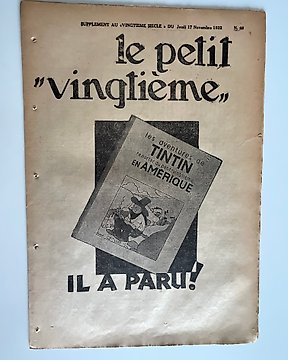 SUPPLEMENT AU «VINGTIEME SIECLE» DU Jeudi 17 Novembre 1932
le petit
"vingtième"
les aventures de
TINTIN
EN AMERIQUE
IL A PARU!